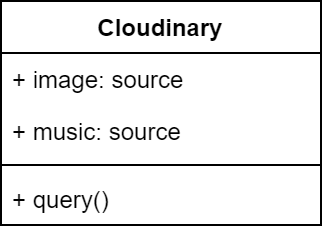 Cloudinary
+ image: source
+ music: source
+ query()